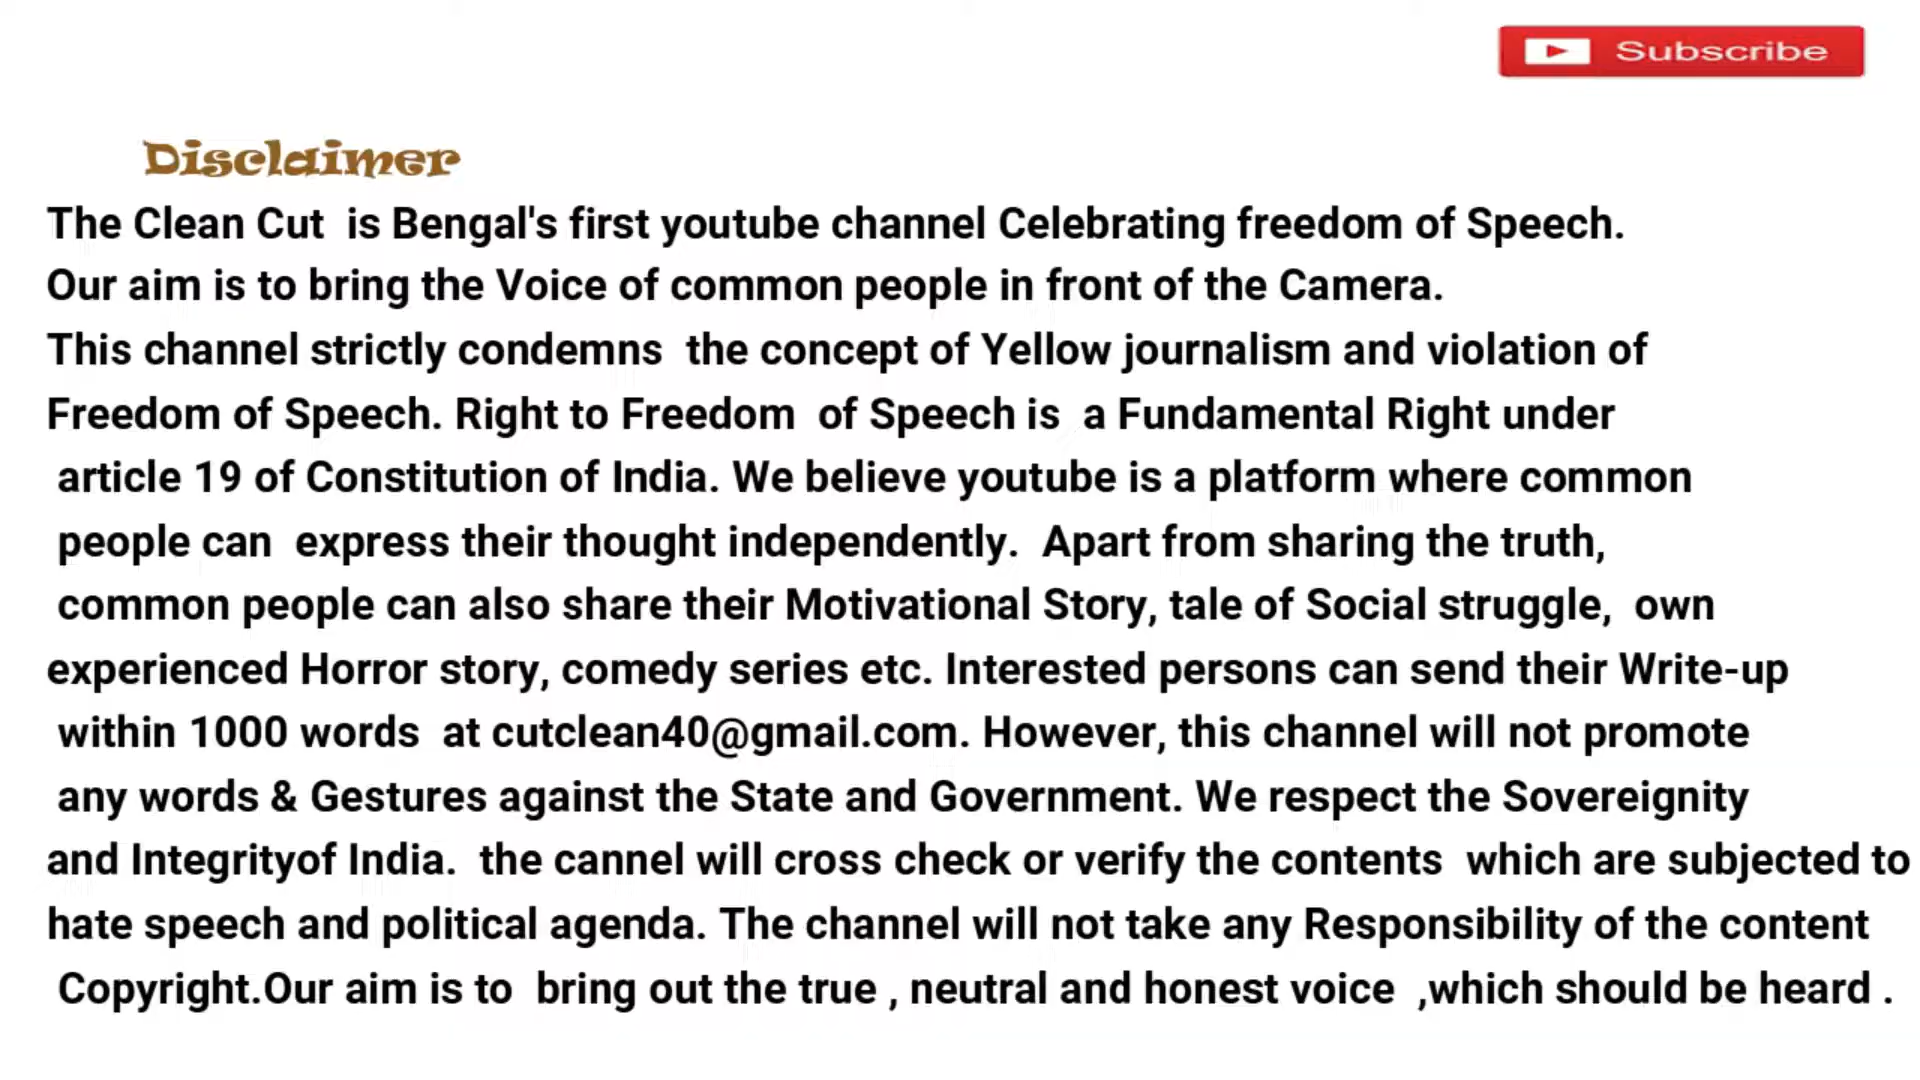 Subscribe
Disclaimer
The Clean Cut is Bengal's first youtube channel Celebrating freedom of Speech.
Our aim is to bring the Voice of common people in front of the Camera.
This channel strictly condemns the concept of Yellow journalism and violation of
Freedom of Speech. Right to Freedom of Speech is a Fundamental Right under
article 19 of Constitution of India. We believe youtube is a platform where common
people can express their thought independently. Apart from sharing the truth,
common people can also share their Motivational Story, tale of Social struggle, own
experienced Horror story, comedy series etc. Interested persons can send their Write-up
within 1000 words at cutclean40@gmail.com. However, this channel will not promote
any words & Gestures against the State and Government. We respect the Sovereignity
and Integrityof India. the cannel will cross check or verify the contents which are subjected to
hate speech and political agenda. The channel will not take any Responsibility of the content
Copyright.Our aim is to bring out the true , neutral and honest voice ,which should be heard .